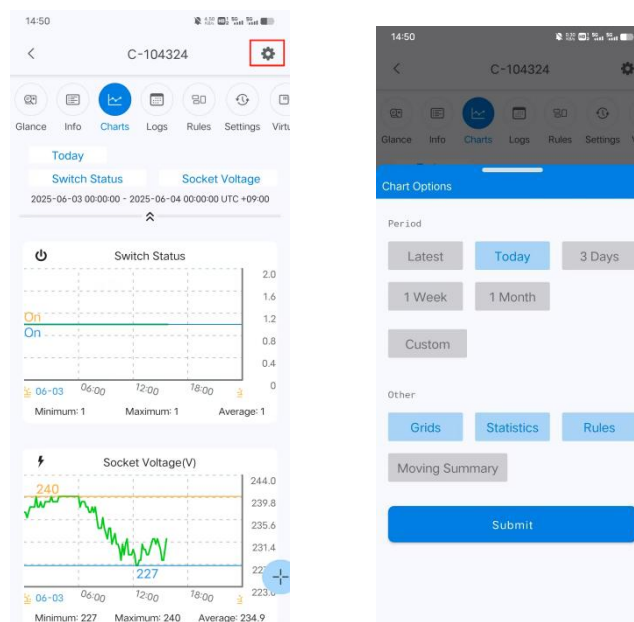 14:50
C-104324
Glance Info Charts Logs Rules Settings Virtu
Today
Switch Status Socket Voltage
2025-06-03 00:00:00 - 2025-06-04 00:00:00 UTC +09:00
Switch Status
2.0
1.6
On
1.2
On
0.8
0.4
0
06-03 06:00 12:00 18:00
Minimum: 1 Maximum: 1 Average: 1
Socket Voltage(V)
244.0
240
239.8
235.6
231.4
227
223.0
06-03 06:00 12:00 18:00
Minimum: 227 Maximum: 240 Average: 234.9
14:50
C-104324
Glance Info Charts Logs Rules Settings
Chart Options
Period
Latest Today 3 Days
1 Week 1 Month
Custom
Other
Grids Statistics Rules
Moving Summary
Submit